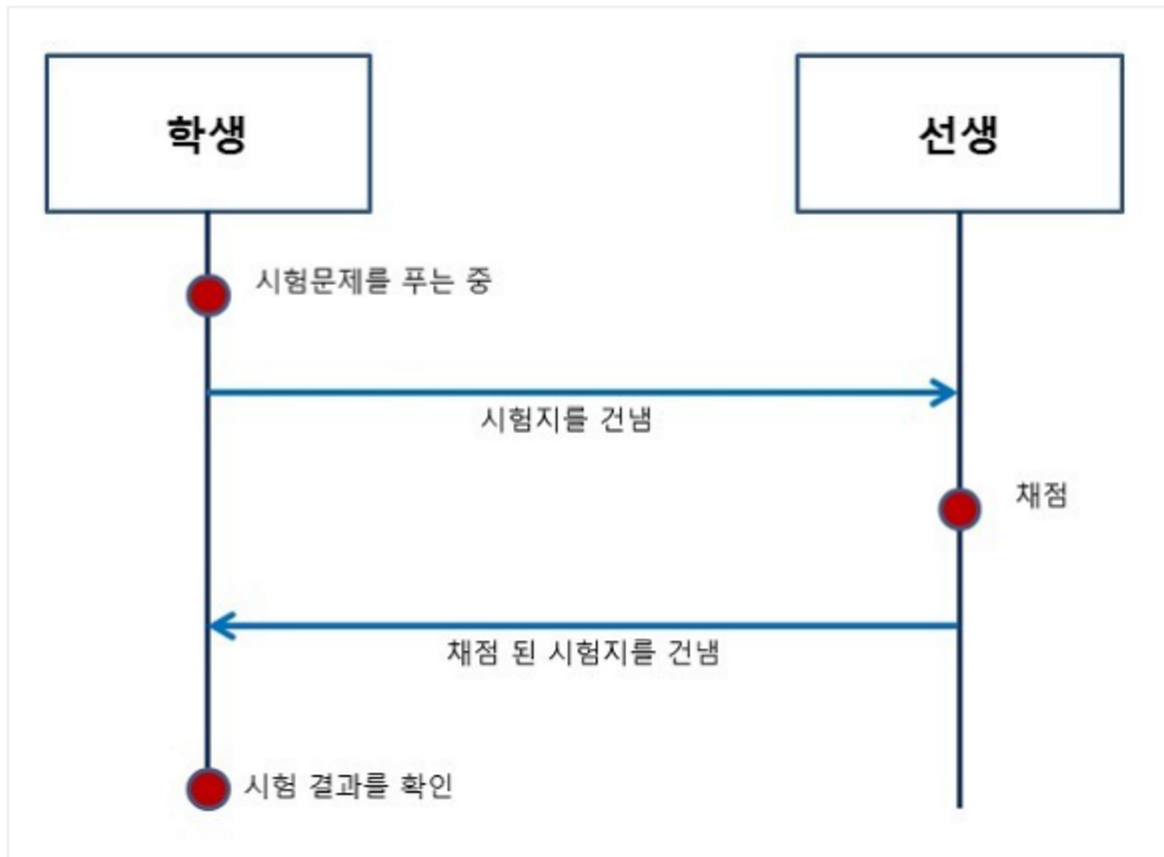 학생
선생
시험문제를 푸는 중
시험지를 건냄
채점
채점 된 시험지를 건냄
시험 결과를 확인